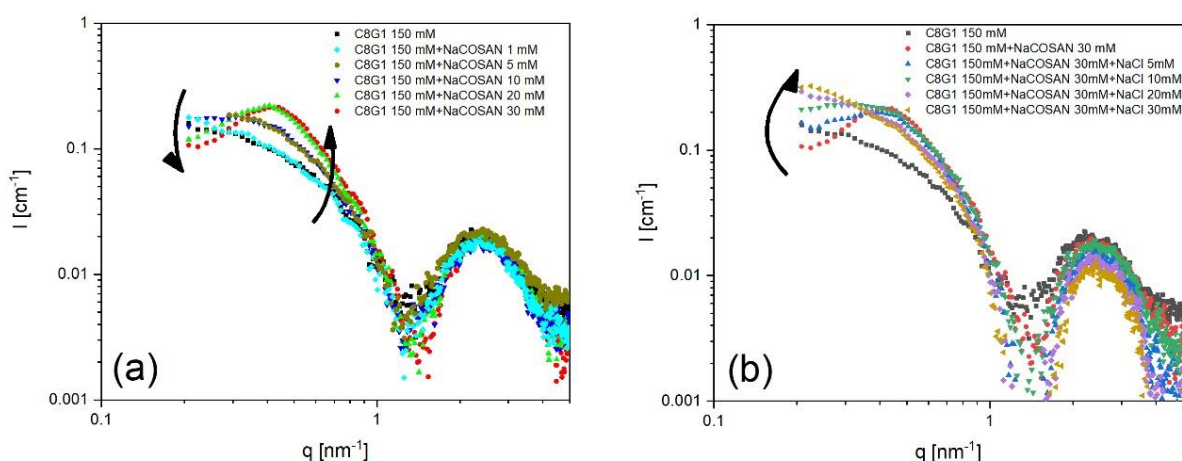 1
0.1
0.01
0.001
I [cm⁻¹]
0.1
1
q [nm⁻¹]
(a)
C8G1 150 mM
C8G1 150 mM+NaCOSAN 1 mM
C8G1 150 mM+NaCOSAN 5 mM
C8G1 150 mM+NaCOSAN 10 mM
C8G1 150 mM+NaCOSAN 20 mM
C8G1 150 mM+NaCOSAN 30 mM
1
0.1
0.01
0.001
I [cm⁻¹]
0.1
1
q [nm⁻¹]
(b)
C8G1 150 mM
C8G1 150 mM+NaCOSAN 30 mM
C8G1 150mM+NaCOSAN 30mM+NaCl 5mM
C8G1 150mM+NaCOSAN 30mM+NaCl 10mM
C8G1 150mM+NaCOSAN 30mM+NaCl 20mM
C8G1 150mM+NaCOSAN 30mM+NaCl 30mM